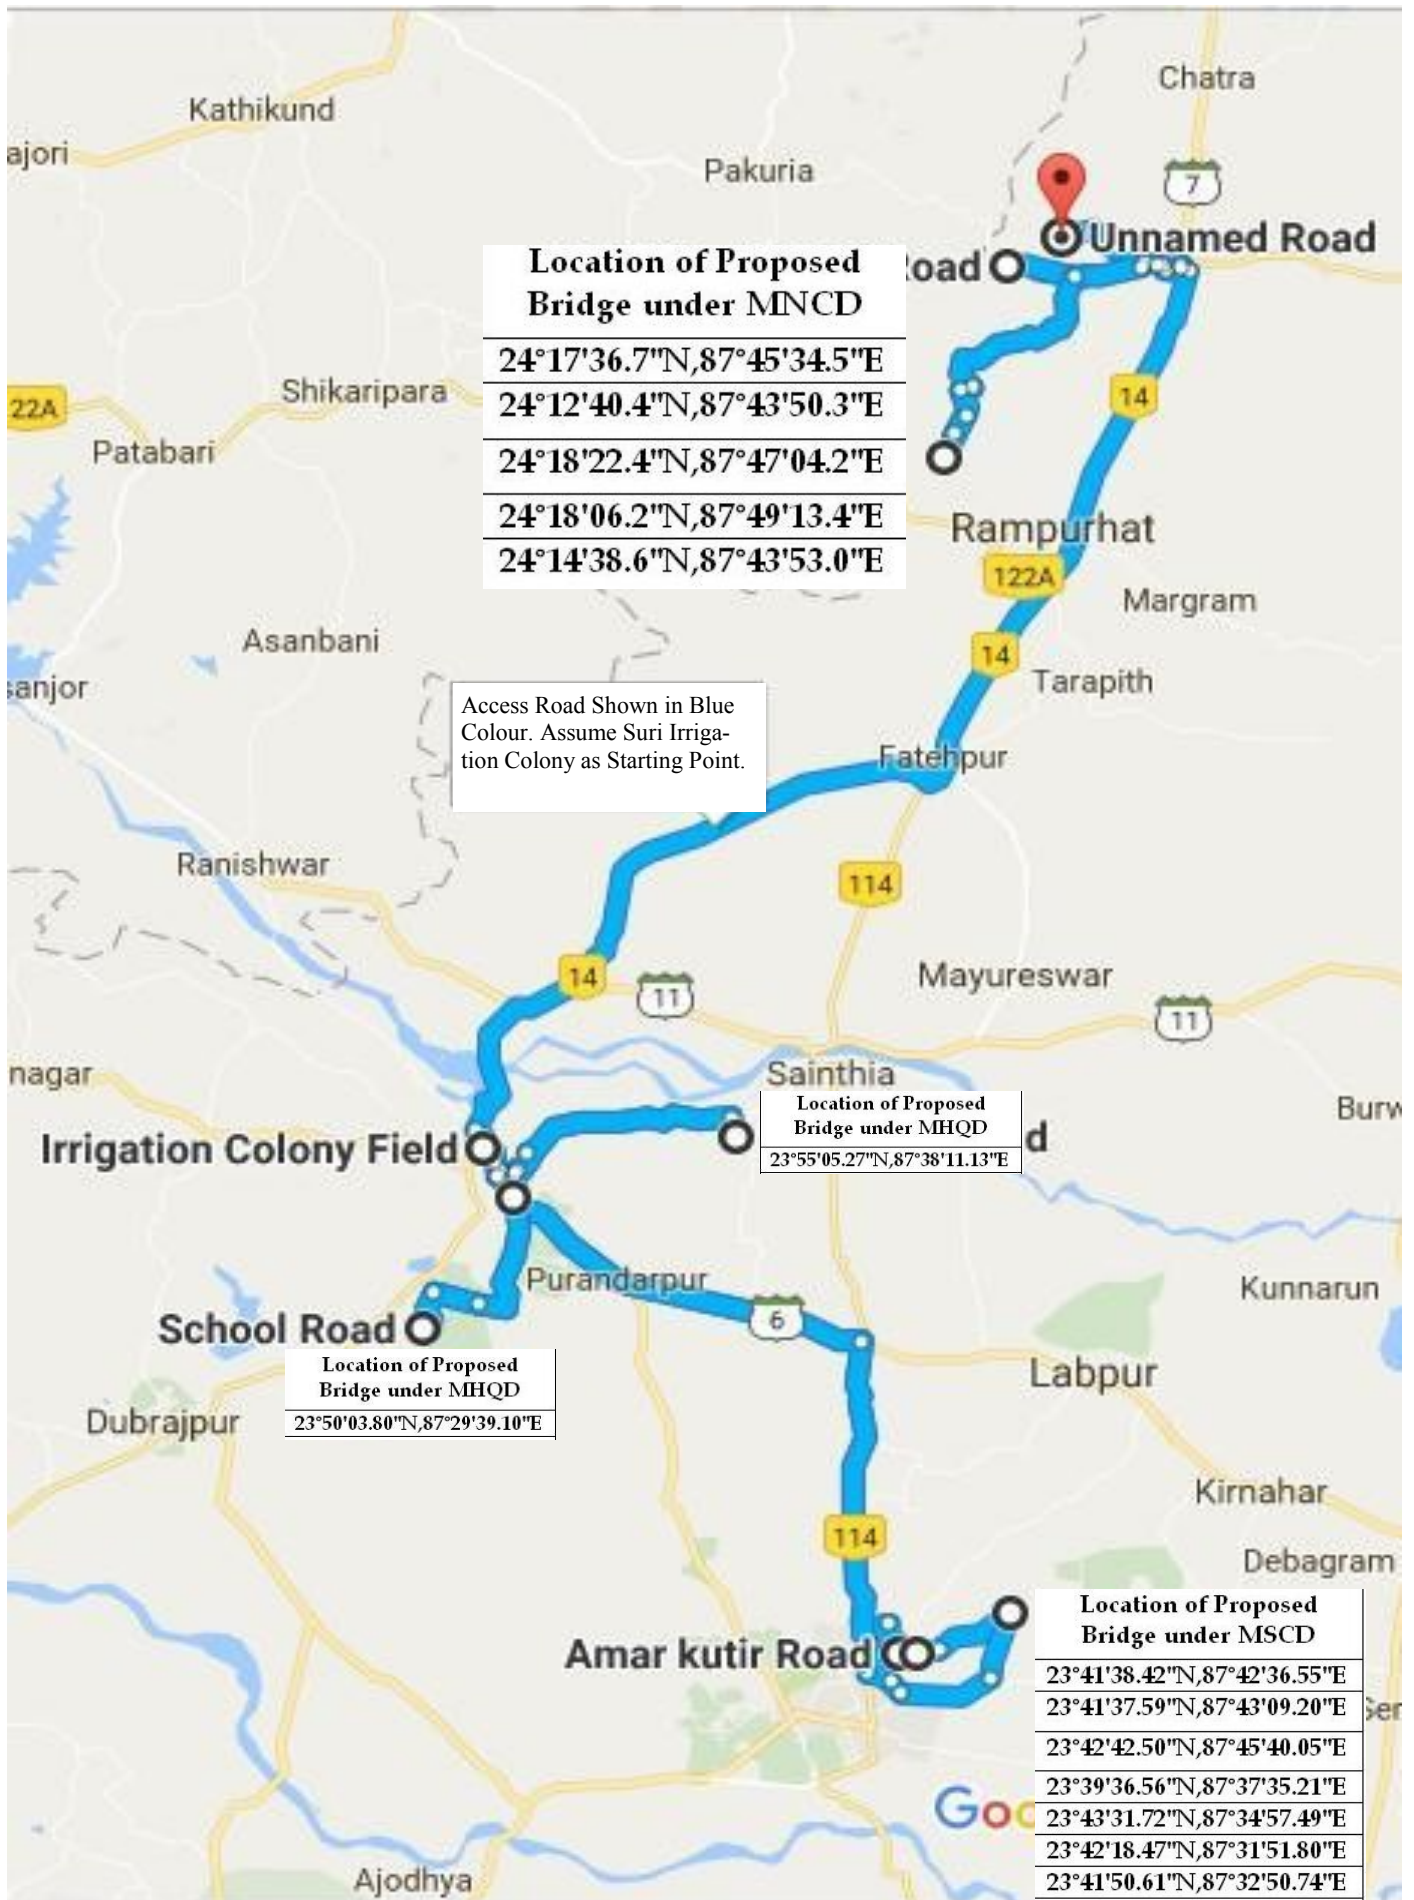 Chatra
Kathikund
ajori
Pakuria
7
Unnamed Road
Road
Location of Proposed
Bridge under MNCD
24°17'36.7"N,87°45'34.5"E
24°12'40.4"N,87°43'50.3"E
24°18'22.4"N,87°47'04.2"E
24°18'06.2"N,87°49'13.4"E
24°14'38.6"N,87°43'53.0"E
Shikaripara
22A
14
Patabari
Rampurhat
122A
Margram
Asanbani
14
Tarapith
sanjor
Access Road Shown in Blue
Colour. Assume Suri Irriga-
tion Colony as Starting Point.
Fatehpur
Ranishwar
114
14
11
Mayureswar
11
nagar
Sainthia
Location of Proposed
Bridge under MHQD
23°55'05.27"N,87°38'11.13"E
Burw
d
Irrigation Colony Field
Purandarpur
Kunnarun
6
School Road
Location of Proposed
Bridge under MHQD
23°50'03.80"N,87°29'39.10"E
Labpur
Dubrajpur
Kirnahar
114
Debagram
Amar kutir Road
Location of Proposed
Bridge under MSCD
23°41'38.42"N,87°42'36.55"E
23°41'37.59"N,87°43'09.20"E
23°42'42.50"N,87°45'40.05"E
23°39'36.56"N,87°37'35.21"E
23°43'31.72"N,87°34'57.49"E
23°42'18.47"N,87°31'51.80"E
23°41'50.61"N,87°32'50.74"E
Ser
Goo
Ajodhya